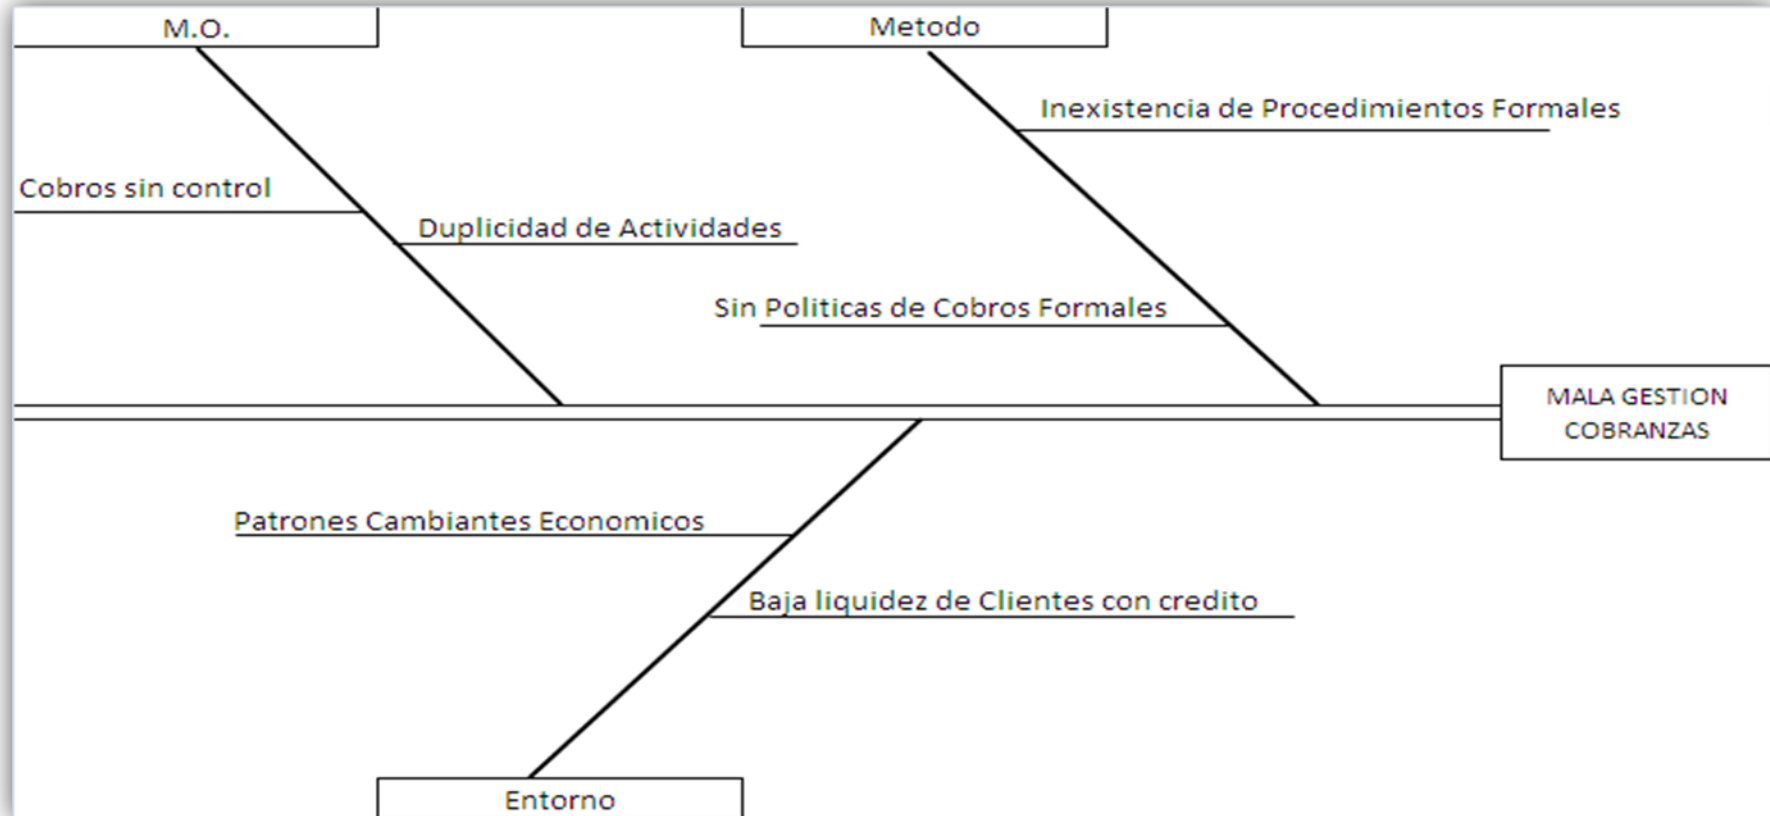 M.O.
Metodo
Inexistencia de Procedimientos Formales
Cobros sin control
Duplicidad de Actividades
Sin Politicas de Cobros Formales
MALA GESTION
COBRANZAS
Patrones Cambiantes Economicos
Baja liquidez de Clientes con credito
Entorno